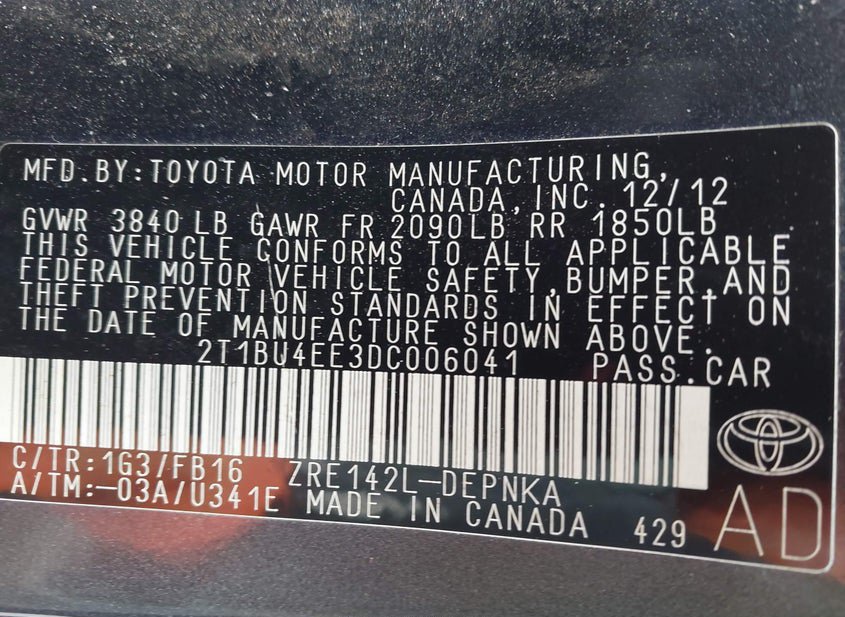 MFD.BY:TOYOTA MOTOR MANUFACTURING,
CANADA,INC. 12/12
GVWR 3840 LB GAWR FR 2090LB RR 1850LB
THIS VEHICLE CONFORMS TO ALL APPLICABLE
FEDERAL MOTOR VEHICLE SAFETY,BUMPER,AND
THEFT PREVENTION STANDARDS IN EFFECT ON
THE DATE OF MANUFACTURE SHOWN ABOVE.
2T1BU4EE3DC006041 PASS.CAR
C/TR:1G3/FB16 ZRE142L-DEPNKA
A/TM:-03A/U341E MADE IN CANADA 429
AD